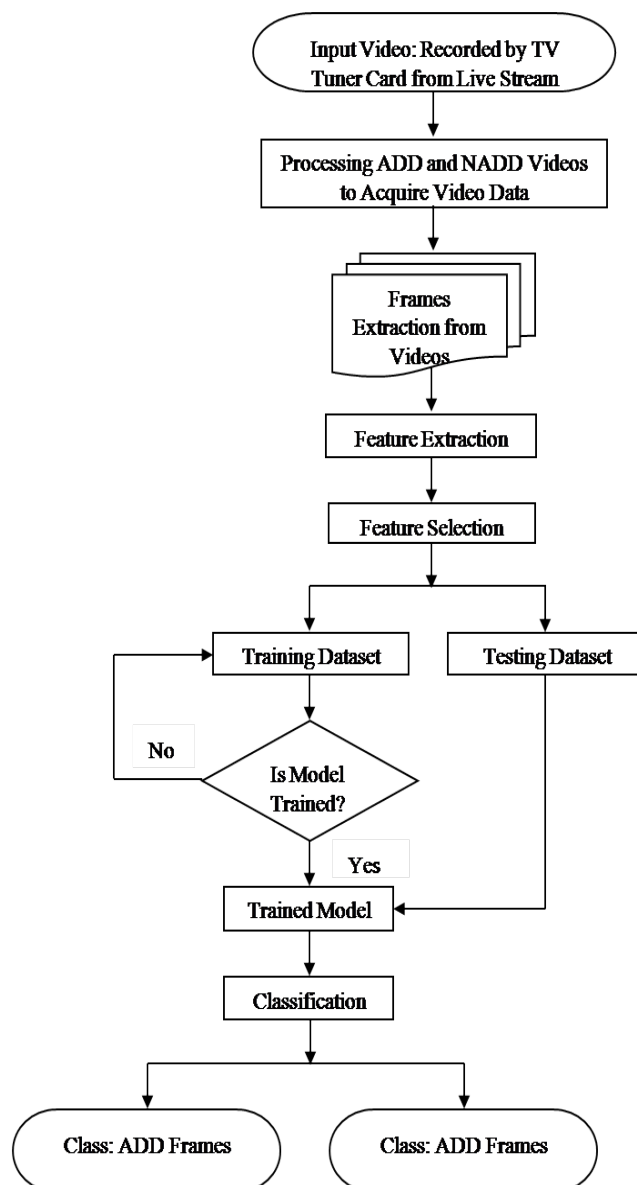 Input Video: Recorded by TV
Tuner Card from Live Stream
Processing ADD and NADD Videos
to Acquire Video Data
Frames
Extraction from
Videos
Feature Extraction
Feature Selection
Training Dataset
Testing Dataset
No
Is Model
Trained?
Yes
Trained Model
Classification
Class: ADD Frames
Class: ADD Frames